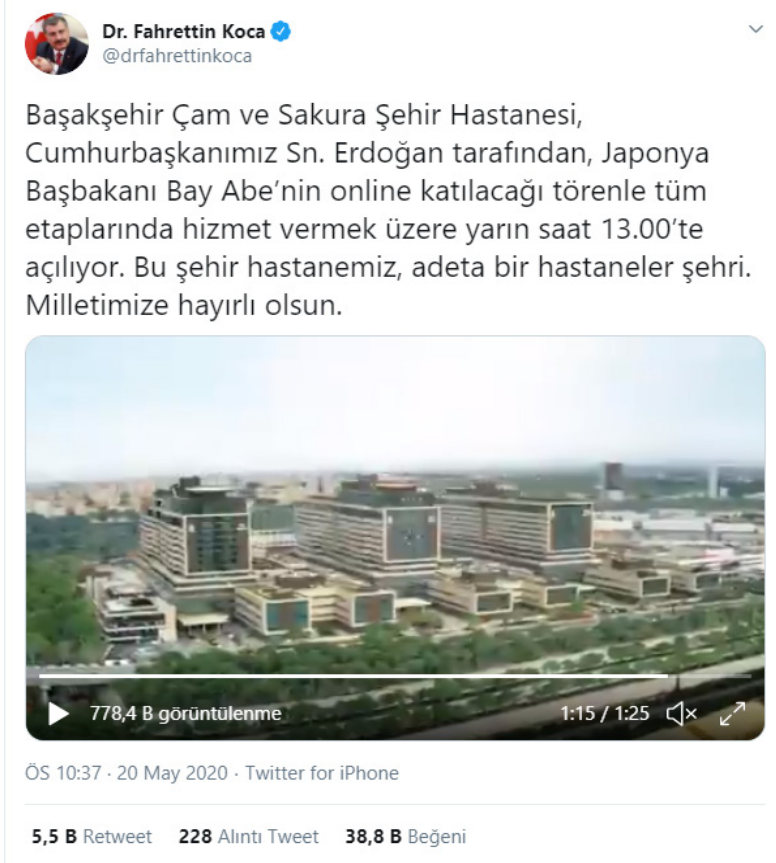 Dr. Fahrettin Koca
@drfahrettinkoca
Başakşehir Çam ve Sakura Şehir Hastanesi,
Cumhurbaşkanımız Sn. Erdoğan tarafından, Japonya
Başbakanı Bay Abe’nin online katılacağı törenle tüm
etaplarında hizmet vermek üzere yarın saat 13.00’te
açılıyor. Bu şehir hastanemiz, adeta bir hastaneler şehri.
Milletimize hayırlı olsun.
778,4 B görüntülenme 1:15 / 1:25
ÖS 10:37 · 20 May 2020 · Twitter for iPhone
5,5 B Retweet 228 Alıntı Tweet 38,8 B Beğeni